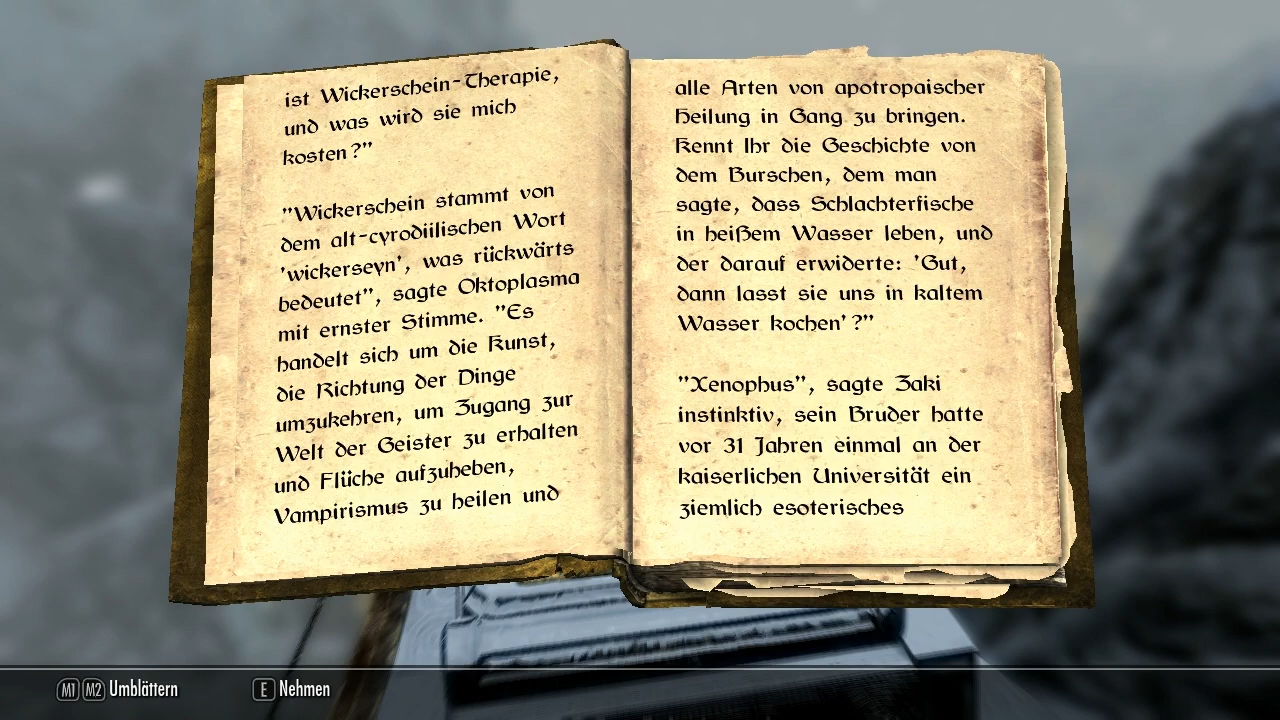 ist Wickerschein-Therapie,
und was wird sie mich
kosten?"
"Wickerschein stammt von
dem alt-cyrodiilischen Wort
'wickerseyn', was rückwärts
bedeutet", sagte Oktoplasma
mit ernster Stimme. "Es
handelt sich um die Kunst,
die Richtung der Dinge
umzukehren, um Zugang zur
Welt der Geister zu erhalten
und Flüche aufzuheben,
Vampirismus zu heilen und
alle Arten von apotropaischer
Heilung in Gang zu bringen.
Kennt Ihr die Geschichte von
dem Burschen, dem man
sagte, dass Schlachterfische
in heißem Wasser leben, und
der darauf erwiderte: 'Gut,
dann lasst sie uns in kaltem
Wasser kochen'?"
"Xenophus", sagte Zaki
instinktiv, sein Bruder hatte
vor 31 Jahren einmal an der
kaiserlichen Universität ein
ziemlich esoterisches
M1 M2 Umblättern
E Nehmen